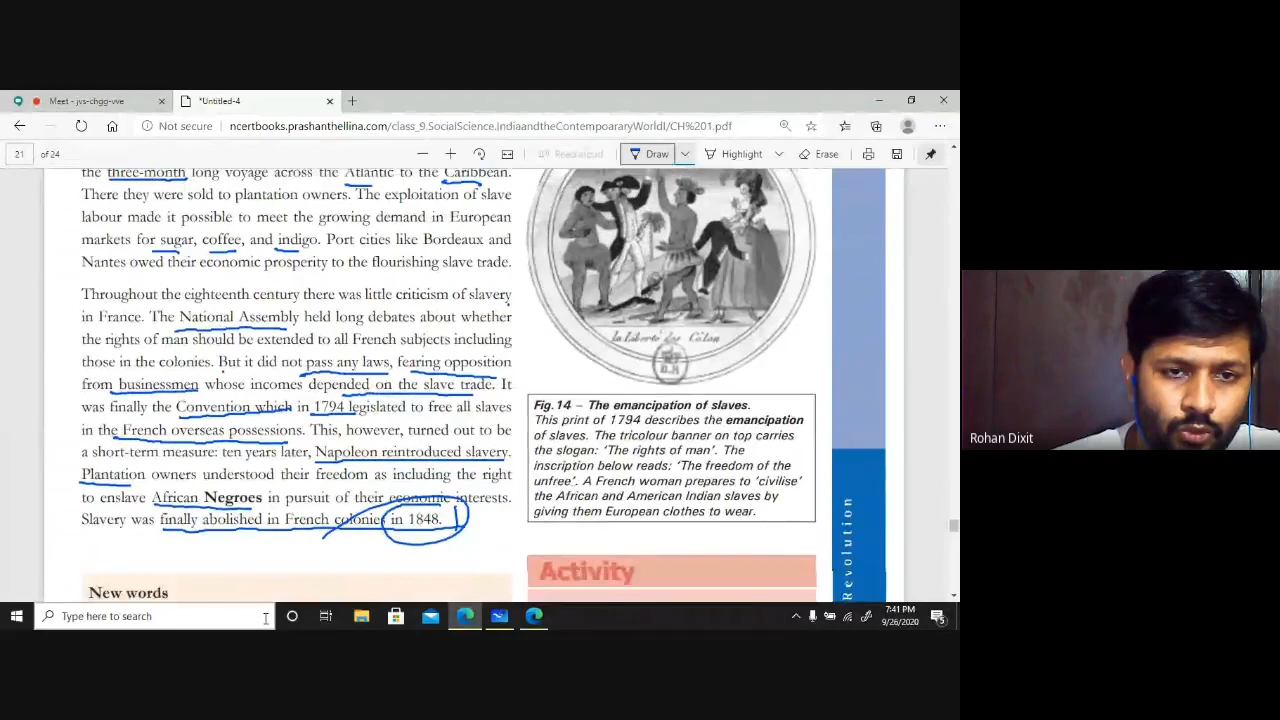 Meet - jvs-chgg-vve
*Untitled-4
Not secure
ncertbooks.prashanthellina.com/class_9.SocialScience.IndiaandtheContempoararyWorldI/CH%201.pdf
21 of 24
Read aloud
Draw
Highlight
Erase
the three-month long voyage across the Atlantic to the Caribbean.
There they were sold to plantation owners. The exploitation of slave
labour made it possible to meet the growing demand in European
markets for sugar, coffee, and indigo. Port cities like Bordeaux and
Nantes owed their economic prosperity to the flourishing slave trade.
Throughout the eighteenth century there was little criticism of slavery
in France. The National Assembly held long debates about whether
the rights of man should be extended to all French subjects including
those in the colonies. But it did not pass any laws, fearing opposition
from businessmen whose incomes depended on the slave trade. It
was finally the Convention which in 1794 legislated to free all slaves
in the French overseas possessions. This, however, turned out to be
a short-term measure: ten years later, Napoleon reintroduced slavery.
Plantation owners understood their freedom as including the right
to enslave African Negroes in pursuit of their economic interests.
Slavery was finally abolished in French colonies in 1848.
New words
la Liberté des Colon
Fig.14 – The emancipation of slaves.
This print of 1794 describes the emancipation
of slaves. The tricolour banner on top carries
the slogan: 'The rights of man'. The
inscription below reads: 'The freedom of the
unfree'. A French woman prepares to 'civilise'
the African and American Indian slaves by
giving them European clothes to wear.
Activity
Revolution
Rohan Dixit
Type here to search
7:41 PM
9/26/2020
5